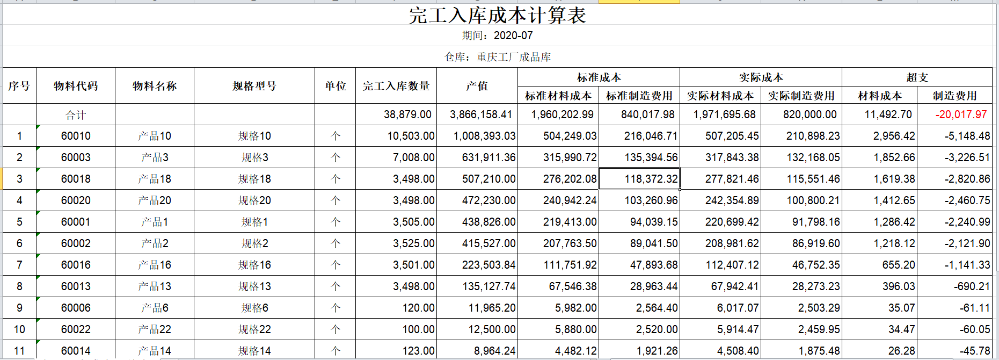 完工入库成本计算表
期间：2020-07
仓库：重庆工厂成品库
序号 物料代码 物料名称 规格型号 单位 完工入库数量 产值 标准成本 实际成本 超支
标准材料成本 标准制造费用 实际材料成本 实际制造费用 材料成本 制造费用
合计 38,879.00 3,866,158.41 1,960,202.99 840,017.98 1,971,695.68 820,000.00 11,492.70 -20,017.97
1 60010 产品10 规格10 个 10,503.00 1,008,393.03 504,249.03 216,046.71 507,205.45 210,898.23 2,956.42 -5,148.48
2 60003 产品3 规格3 个 7,008.00 631,911.36 315,990.72 135,394.56 317,843.38 132,168.05 1,852.66 -3,226.51
3 60018 产品18 规格18 个 3,498.00 507,210.00 276,202.08 118,372.32 277,821.46 115,551.46 1,619.38 -2,820.86
4 60020 产品20 规格20 个 3,498.00 472,230.00 240,942.24 103,260.96 242,354.89 100,800.21 1,412.65 -2,460.75
5 60001 产品1 规格1 个 3,505.00 438,826.00 219,413.00 94,039.15 220,699.42 91,798.16 1,286.42 -2,240.99
6 60002 产品2 规格2 个 3,525.00 415,527.00 207,763.50 89,041.50 208,981.62 86,919.60 1,218.12 -2,121.90
7 60016 产品16 规格16 个 3,501.00 223,503.84 111,751.92 47,893.68 112,407.12 46,752.35 655.20 -1,141.33
8 60013 产品13 规格13 个 3,498.00 135,127.74 67,546.38 28,963.44 67,942.41 28,273.23 396.03 -690.21
9 60006 产品6 规格6 个 120.00 11,965.20 5,982.00 2,564.40 6,017.07 2,503.29 35.07 -61.11
10 60022 产品22 规格22 个 100.00 12,500.00 5,880.00 2,520.00 5,914.47 2,459.95 34.47 -60.05
11 60014 产品14 规格14 个 123.00 8,964.24 4,482.12 1,921.26 4,508.40 1,875.48 26.28 -45.78